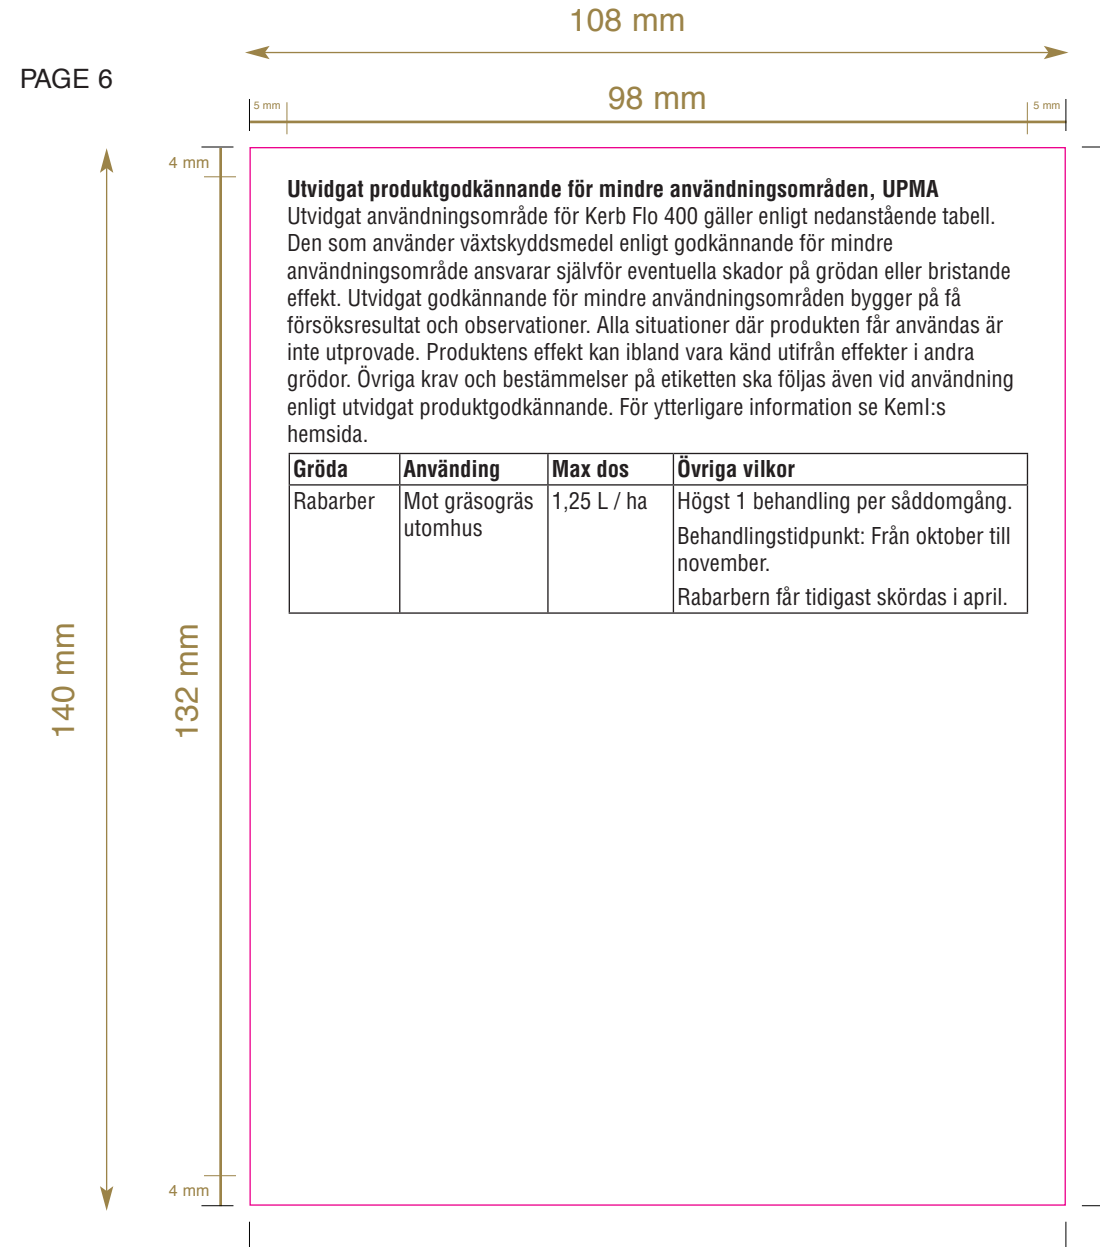 108 mm
PAGE 6
98 mm
5 mm
5 mm
4 mm
Utvidgat produktgodkännande för mindre användningsområden, UPMA
Utvidgat användningsområde för Kerb Flo 400 gäller enligt nedanstående tabell.
Den som använder växtskyddsmedel enligt godkännande för mindre
användningsområde ansvarar självför eventuella skador på grödan eller bristande
effekt. Utvidgat godkännande för mindre användningsområden bygger på få
försöksresultat och observationer. Alla situationer där produkten får användas är
inte utprovade. Produktens effekt kan ibland vara känd utifrån effekter i andra
grödor. Övriga krav och bestämmelser på etiketten ska följas även vid användning
enligt utvidgat produktgodkännande. För ytterligare information se KemI:s
hemsida.
Gröda Använding Max dos Övriga vilkor
Rabarber Mot gräsogräs 1,25 L / ha Högst 1 behandling per såddomgång.
utomhus
Behandlingstidpunkt: Från oktober till
november.
Rabarbern får tidigast skördas i april.
140 mm
132 mm
4 mm